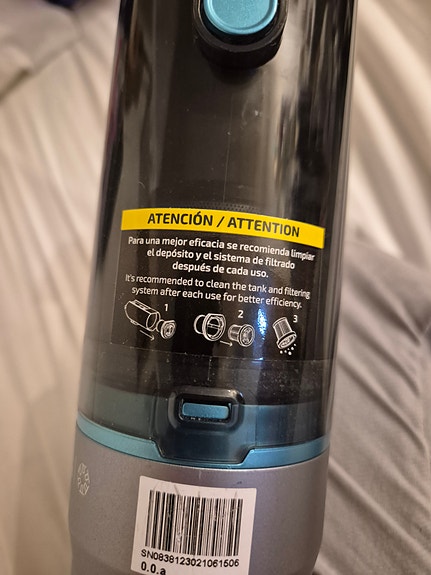 ATENCIÓN / ATTENTION
Para una mejor eficacia se recomienda limpiar
el depósito y el sistema de filtrado
después de cada uso.
It's recommended to clean the tank and filtering
system after each use for better efficiency.
1 2 3
SN0838123021061506
0.0.a